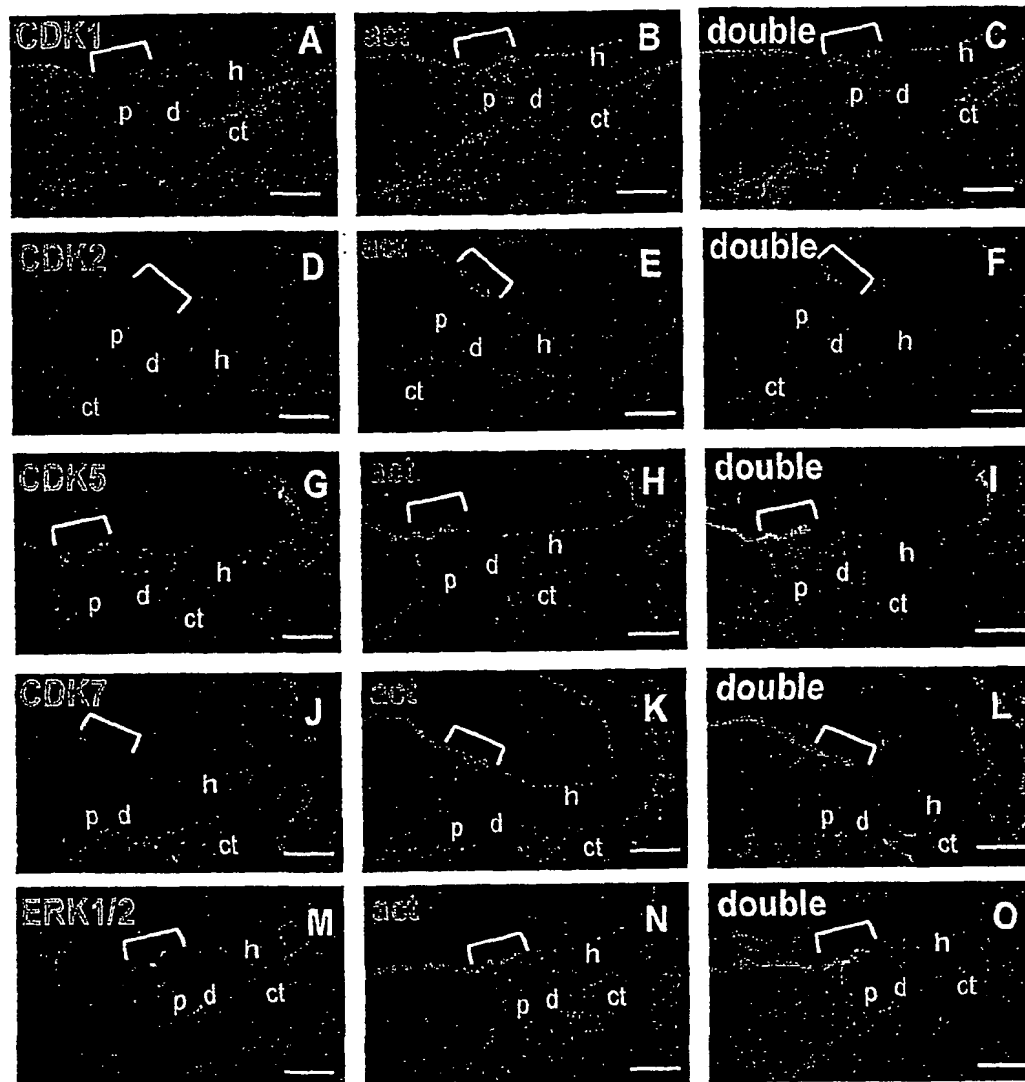 CDK1 A
h
p d
ct
act B
h
p d
ct
double C
h
p d
ct
CDK2 D
p
d h
ct
act E
p
d h
ct
double F
p
d h
ct
CDK5 G
h
p d
ct
act H
h
d
p ct
double I
h
d
p
ct
CDK7 J
h
p d
ct
act K
h
p d
ct
double L
h
p d
ct
ERK1/2 M
h
p d ct
act N
h
p d ct
double O
h
p d ct